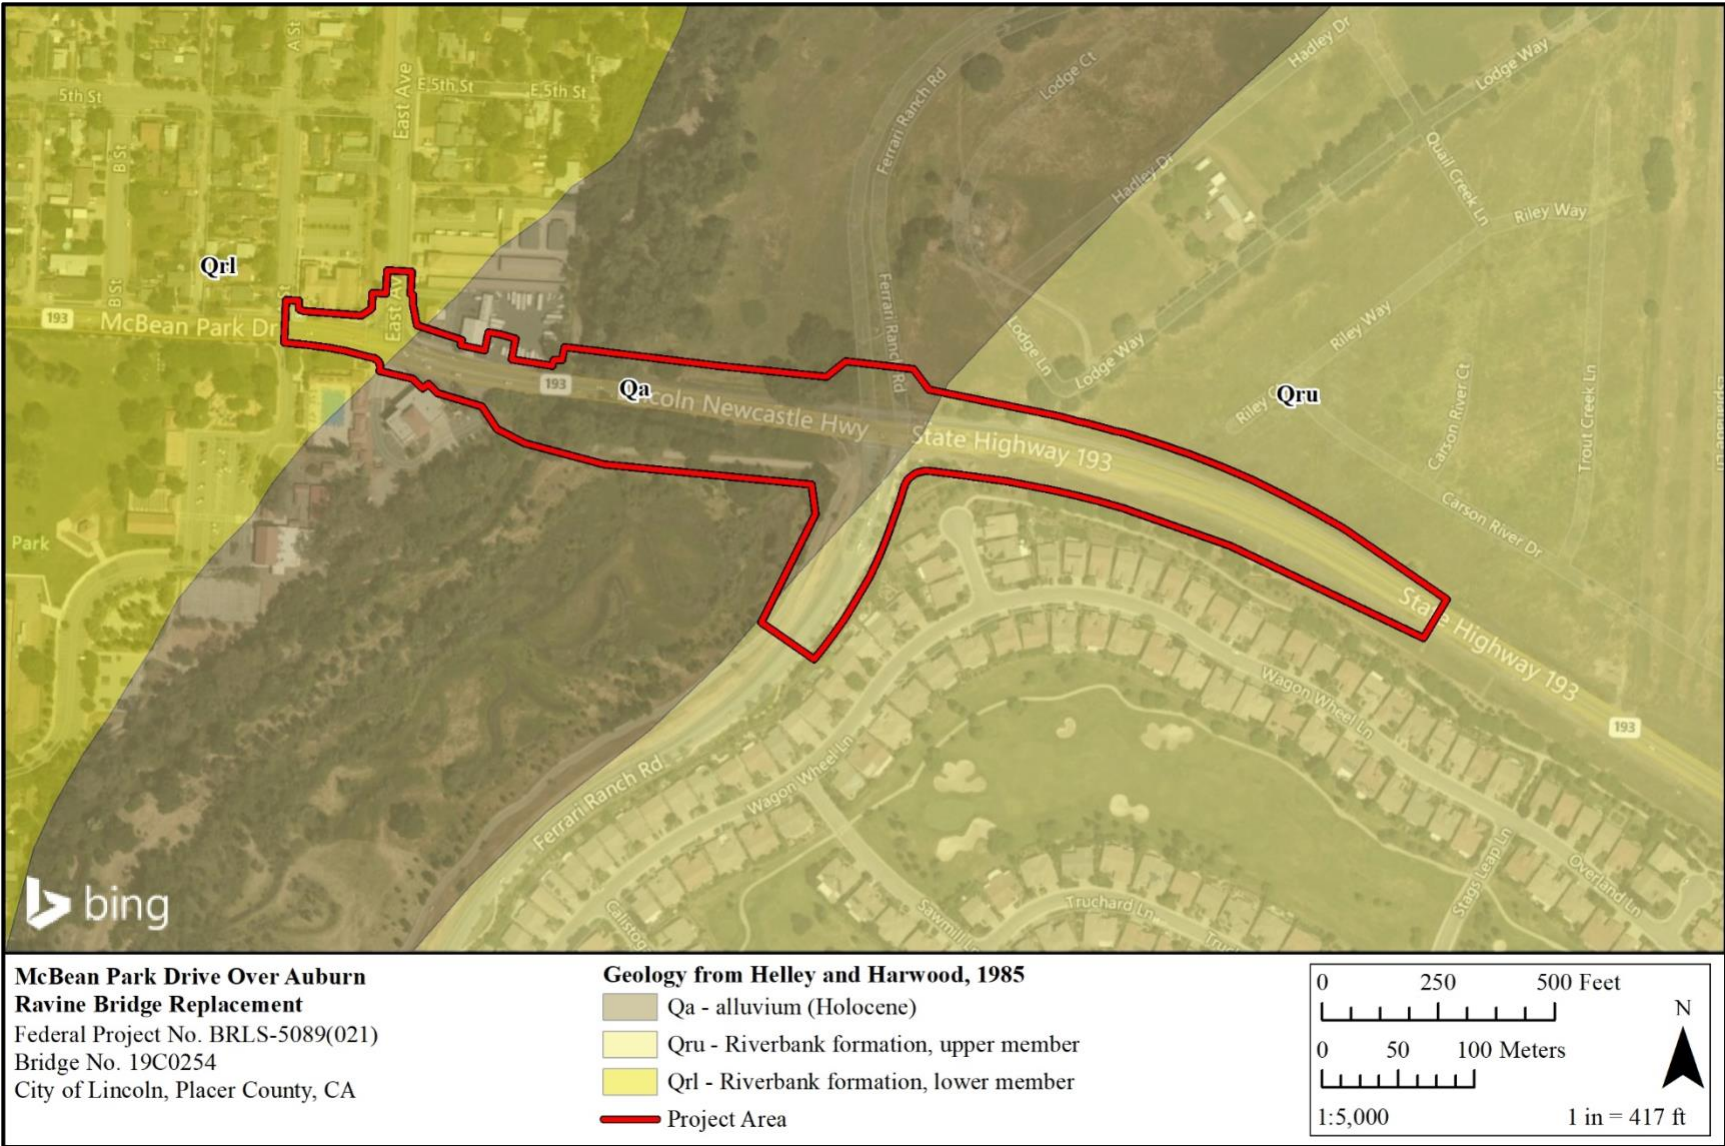 A St
5th St
East Ave
E 5th St
E 5th St
B St
Ferrari Ranch Rd
Lodge Ct
Hadley Dr
Lodge Way
Quail Creek Ln
Hadley Dr
Riley Way
Qrl
B St
193
McBean Park Dr
East Av
Ferrari Ranch Rd
Lodge Ln
Lodge Way
Riley Way
193
Qa
coln Newcastle Hwy
State Highway 193
Riley
Qru
Carson River Ct
Trout Creek Ln
Carson River Dr
Park
State Highway 193
193
Wagon Wheel Ln
Wagon Wheel Ln
Ferrari Ranch Rd
Stags Leap Ln
Overland Ln
Truchard Ln
Sawmill Ln
Calistog
bing
McBean Park Drive Over Auburn
Ravine Bridge Replacement
Federal Project No. BRLS-5089(021)
Bridge No. 19C0254
City of Lincoln, Placer County, CA
Geology from Helley and Harwood, 1985
Qa - alluvium (Holocene)
Qru - Riverbank formation, upper member
Qrl - Riverbank formation, lower member
Project Area
0 250 500 Feet
0 50 100 Meters
1:5,000 1 in = 417 ft
N